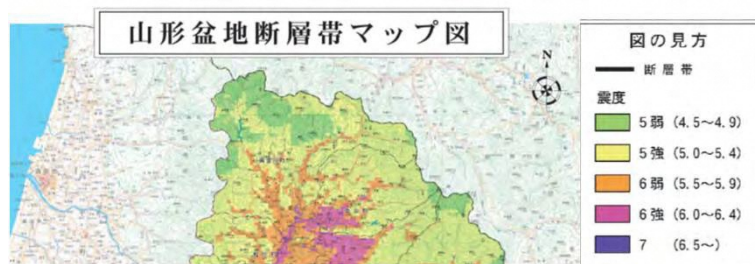 山形盆地断層帯マップ図
N
図の見方
断層帯
震度
5弱 (4.5～4.9)
5強 (5.0～5.4)
6弱 (5.5～5.9)
6強 (6.0～6.4)
7 (6.5～)